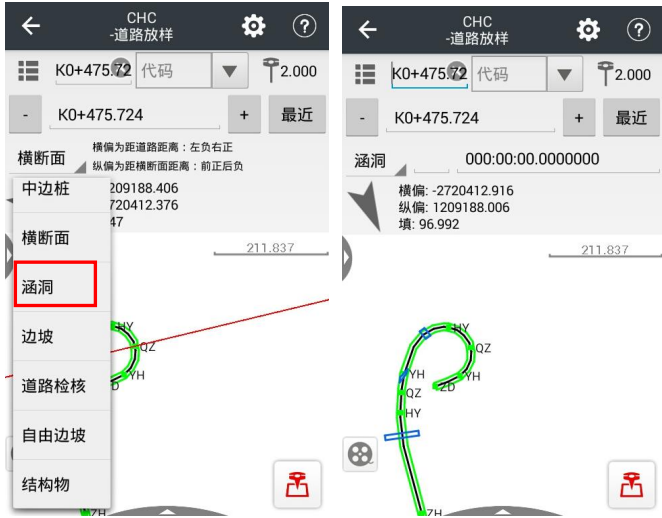 CHC
-道路放样
K0+475.72
代码
2.000
-
K0+475.724
+
最近
横断面
横偏为距道路距离：左负右正
纵偏为距横断面距离：前正后负
209188.406
720412.376
47
中边桩
横断面
涵洞
边坡
道路检核
自由边坡
结构物
211.837
HY
QZ
YH
ZH
CHC
-道路放样
K0+475.72
代码
2.000
-
K0+475.724
+
最近
涵洞
000:00:00.0000000
横偏: -2720412.916
纵偏: 1209188.006
填: 96.992
211.837
HY
QZ
YH
YH
ZD
QZ
HY
ZH